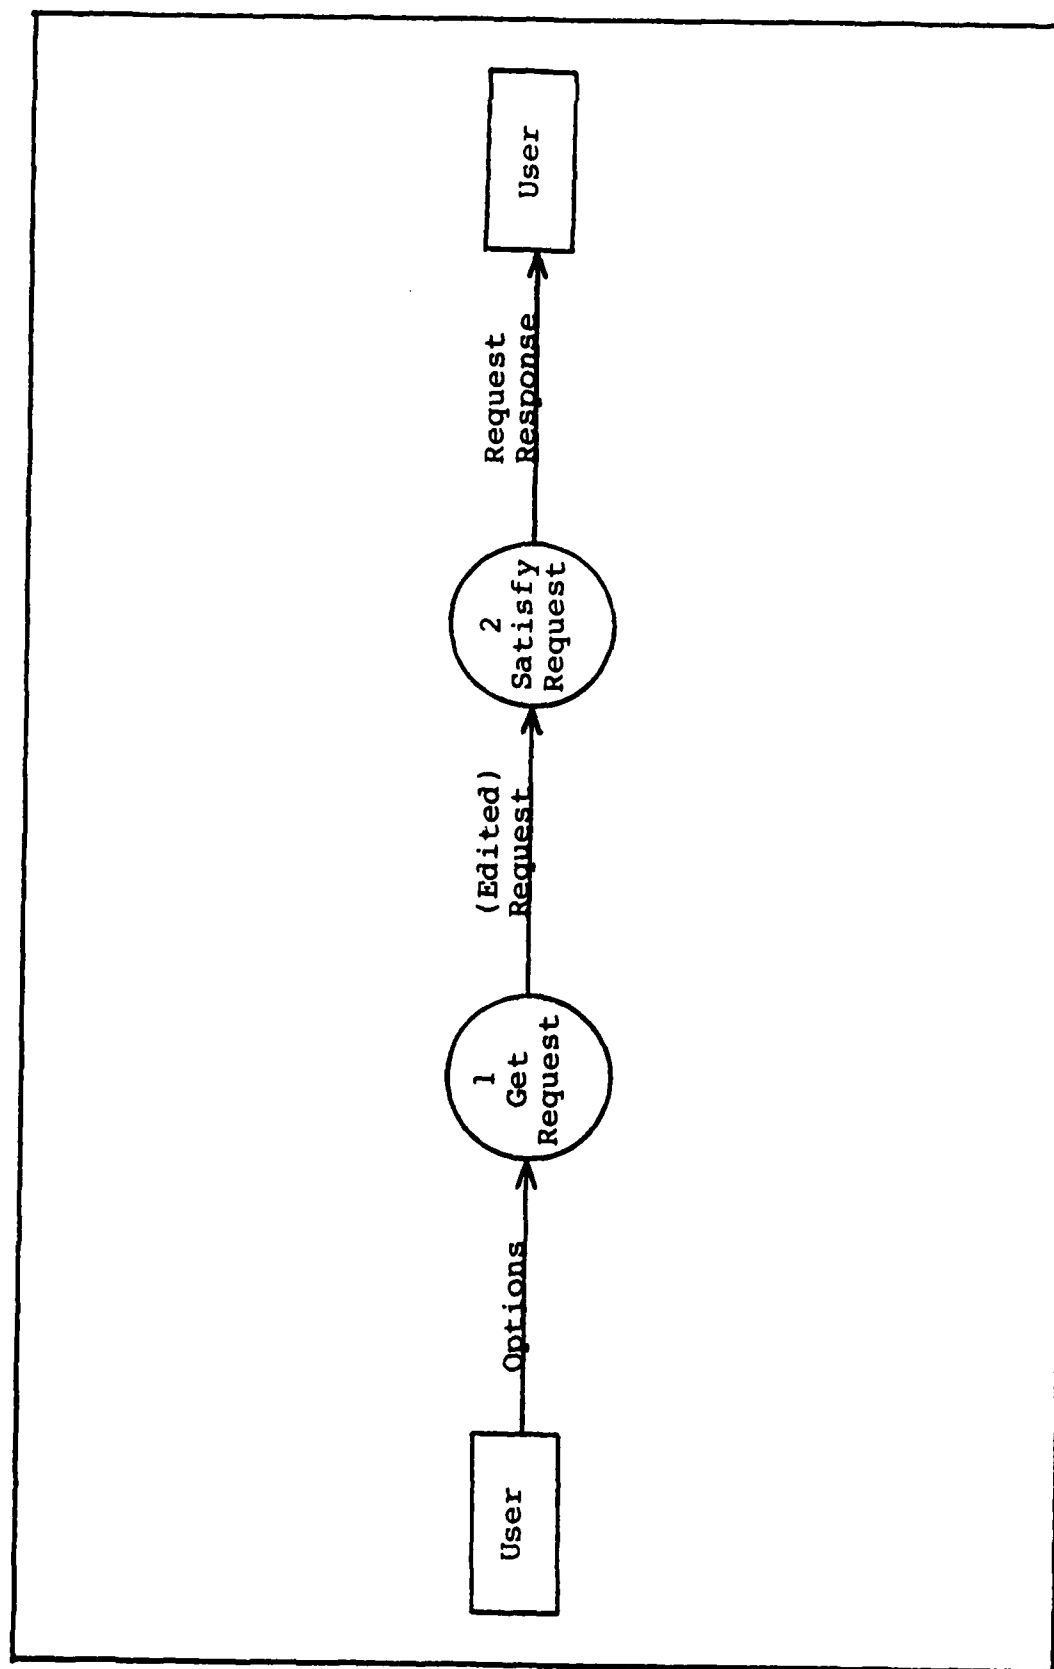 User
Options
1
Get
Request
(Edited)
Request
2
Satisfy
Request
Request
Response
User